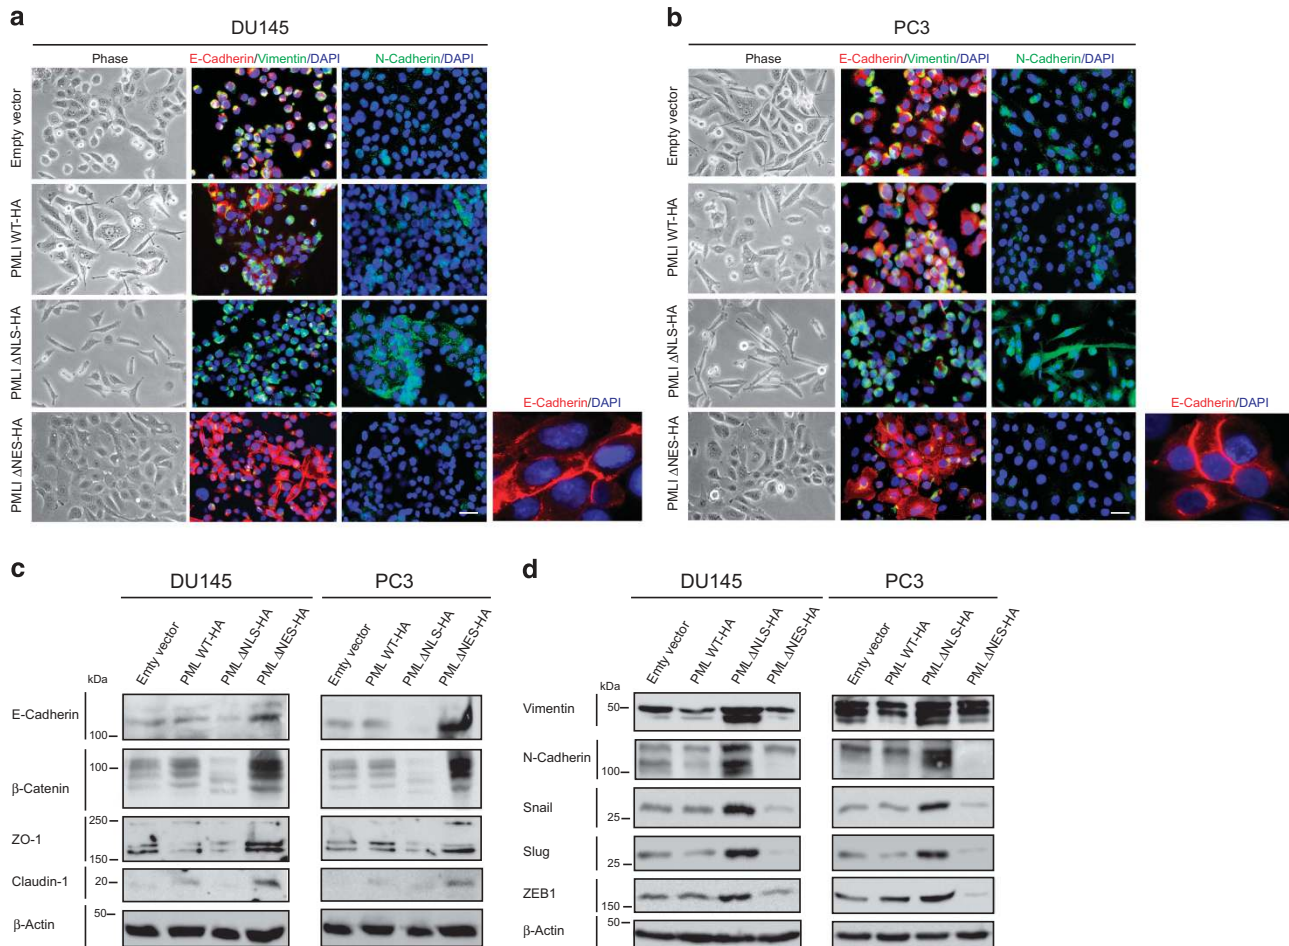 a
DU145
Phase
E-Cadherin/Vimentin/DAPI
N-Cadherin/DAPI
Empty vector
PMLI WT-HA
PMLI ΔNLS-HA
PMLI ΔNES-HA
E-Cadherin/DAPI
b
PC3
Phase
E-Cadherin/Vimentin/DAPI
N-Cadherin/DAPI
Empty vector
PMLI WT-HA
PMLI ΔNLS-HA
PMLI ΔNES-HA
E-Cadherin/DAPI
c
DU145
PC3
Emty vector
PML WT-HA
PML ΔNLS-HA
PML ΔNES-HA
Emty vector
PML WT-HA
PML ΔNLS-HA
PML ΔNES-HA
kDa
E-Cadherin
100
β-Catenin
100
ZO-1
250
150
Claudin-1
20
β-Actin
50
d
DU145
PC3
Emty vector
PML WT-HA
PML ΔNLS-HA
PML ΔNES-HA
Emty vector
PML WT-HA
PML ΔNLS-HA
PML ΔNES-HA
kDa
Vimentin
50
N-Cadherin
100
Snail
25
Slug
25
ZEB1
150
β-Actin
50